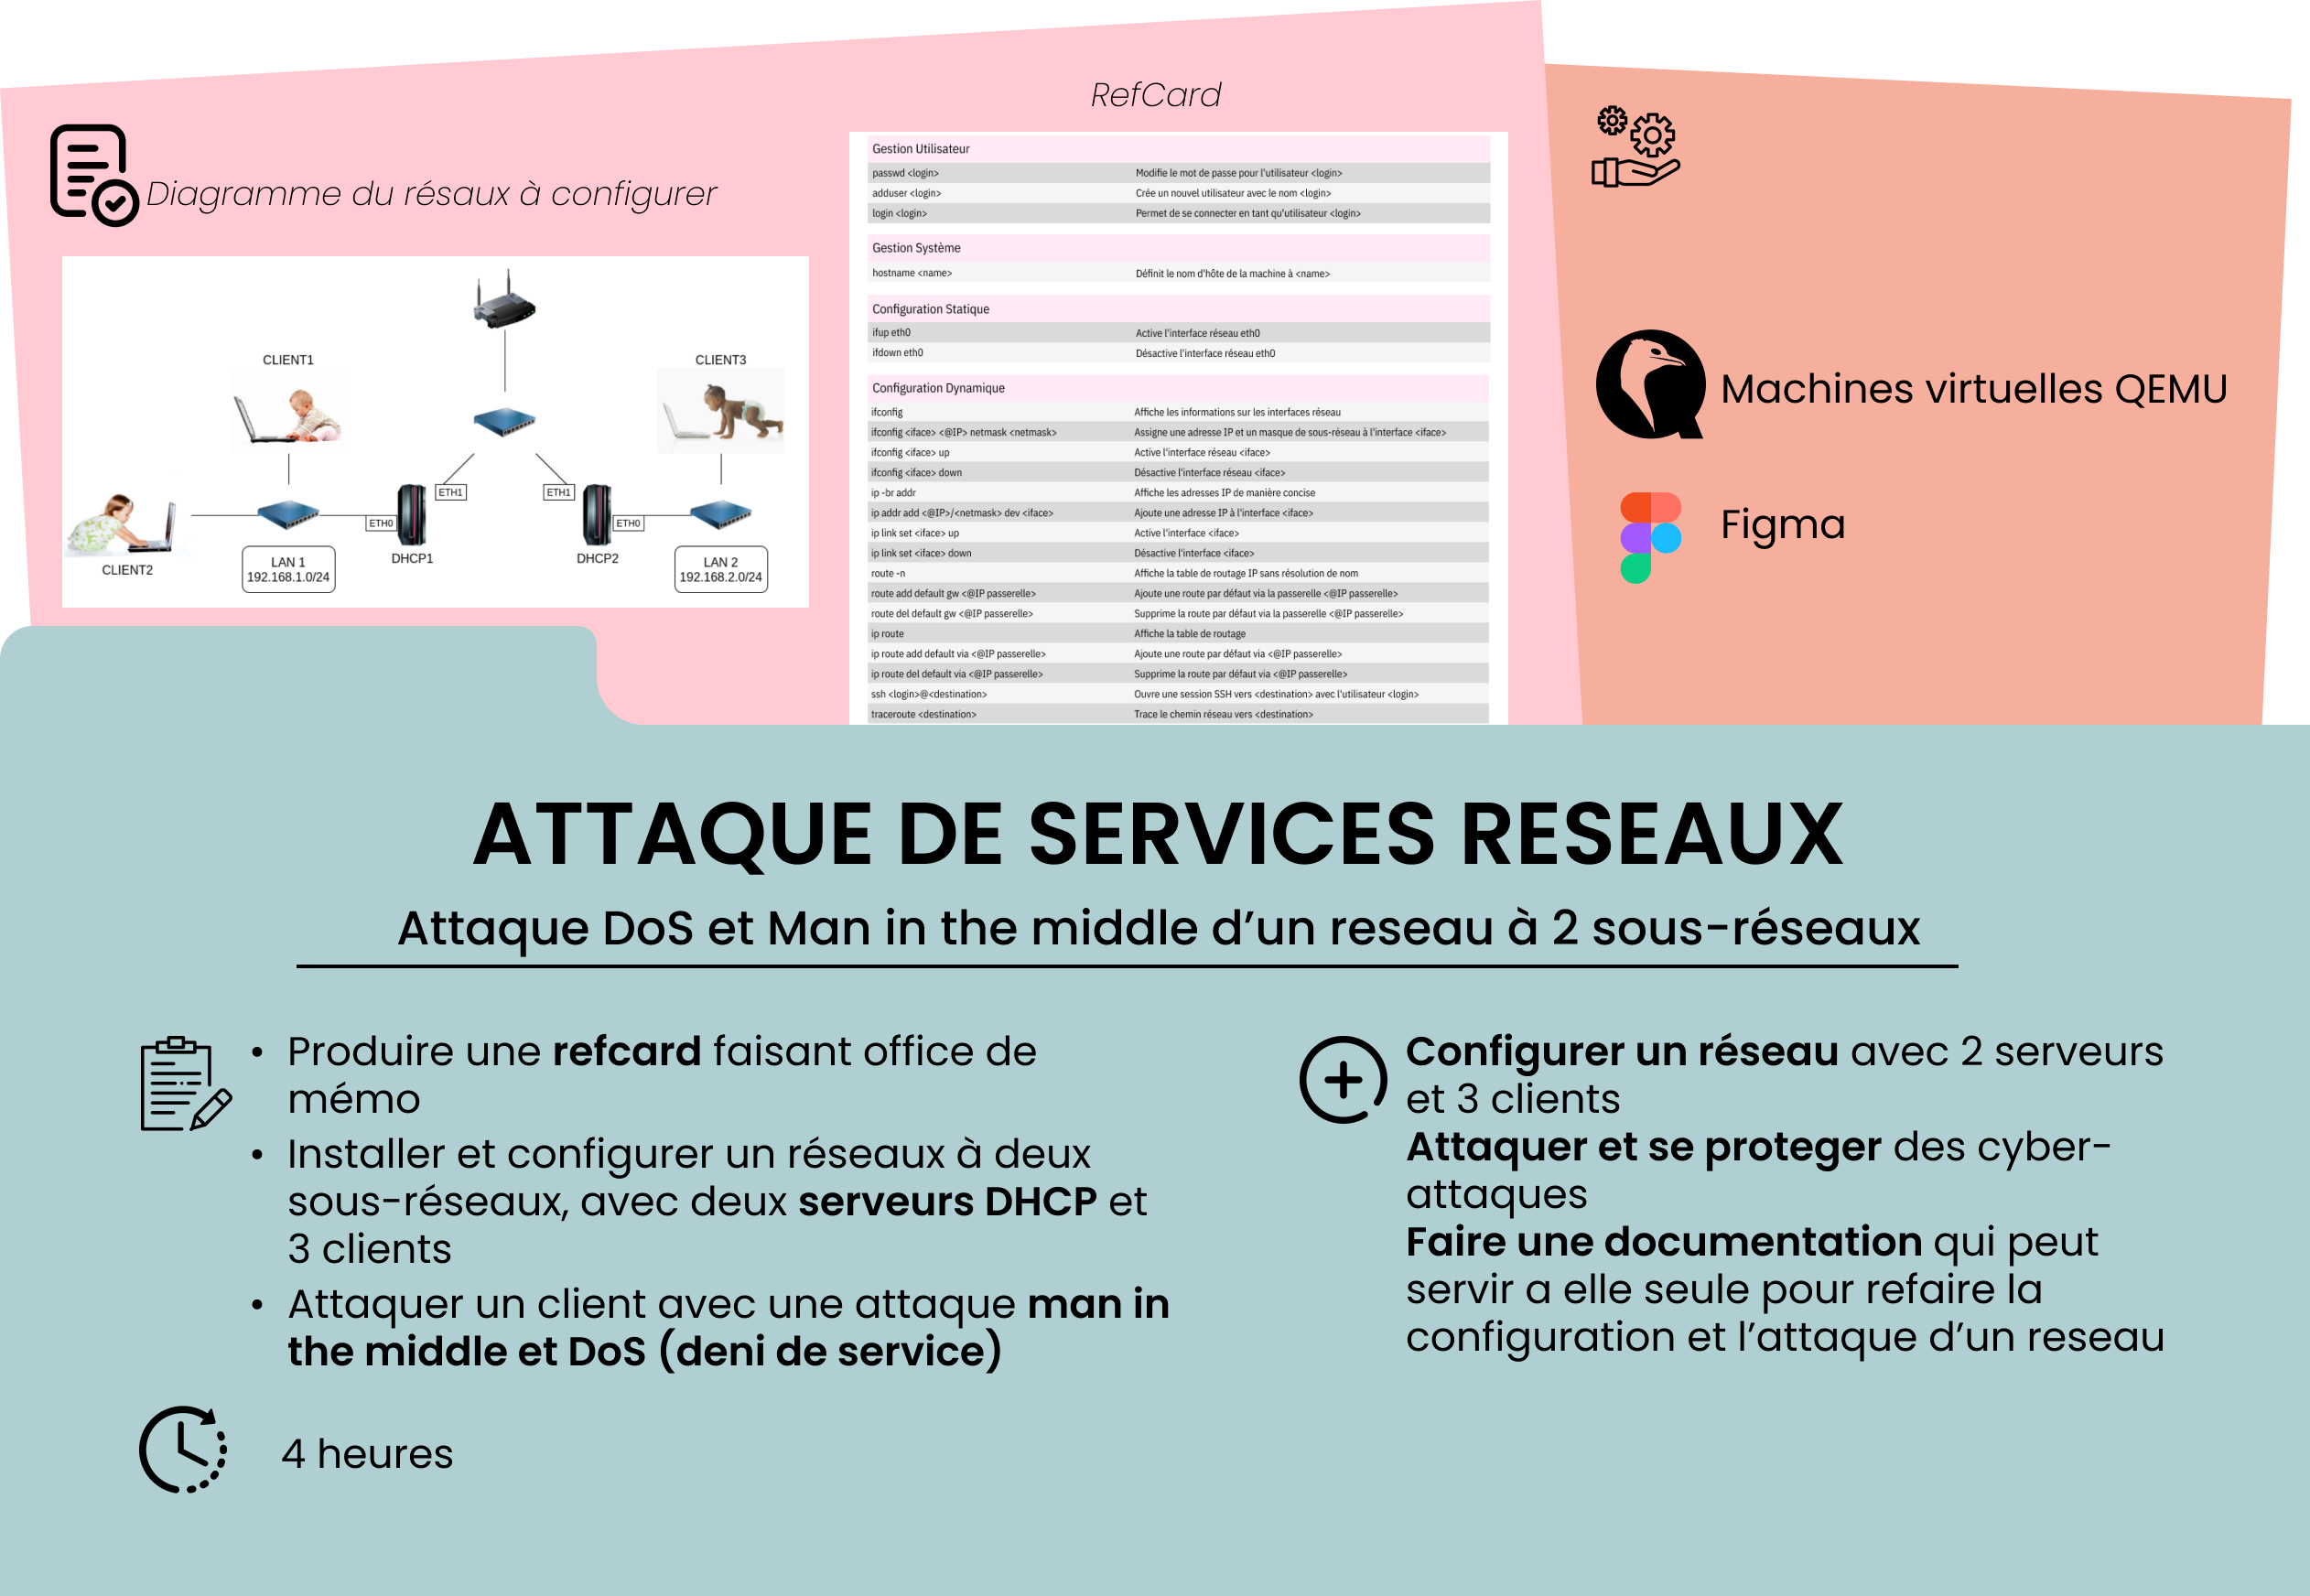 RefCard
Diagramme du résaux à configurer
CLIENT1
CLIENT3
ETH1
ETH1
ETH0
ETH0
CLIENT2
LAN 1
192.168.1.0/24
DHCP1
DHCP2
LAN 2
192.168.2.0/24
Gestion Utilisateur
passwd <login> Modifie le mot de passe pour l'utilisateur <login>
adduser <login> Crée un nouvel utilisateur avec le nom <login>
login <login> Permet de se connecter en tant qu'utilisateur <login>
Gestion Système
hostname <name> Définit le nom d'hôte de la machine à <name>
Configuration Statique
ifup eth0 Active l'interface réseau eth0
ifdown eth0 Désactive l'interface réseau eth0
Configuration Dynamique
ifconfig Affiche les informations sur les interfaces réseau
ifconfig <iface> <@IP> netmask <netmask> Assigne une adresse IP et un masque de sous-réseau à l'interface <iface>
ifconfig <iface> up Active l'interface réseau <iface>
ifconfig <iface> down Désactive l'interface réseau <iface>
ip -br addr Affiche les adresses IP de manière concise
ip addr add <@IP>/<netmask> dev <iface> Ajoute une adresse IP à l'interface <iface>
ip link set <iface> up Active l'interface <iface>
ip link set <iface> down Désactive l'interface <iface>
route -n Affiche la table de routage IP sans résolution de nom
route add default gw <@IP passerelle> Ajoute une route par défaut via la passerelle <@IP passerelle>
route del default gw <@IP passerelle> Supprime la route par défaut via la passerelle <@IP passerelle>
ip route Affiche la table de routage
ip route add default via <@IP passerelle> Ajoute une route par défaut via <@IP passerelle>
ip route del default via <@IP passerelle> Supprime la route par défaut via <@IP passerelle>
ssh <login>@<destination> Ouvre une session SSH vers <destination> avec l'utilisateur <login>
traceroute <destination> Trace le chemin réseau vers <destination>
Machines virtuelles QEMU
Figma
ATTAQUE DE SERVICES RESEAUX
Attaque DoS et Man in the middle d’un reseau à 2 sous-réseaux
• Produire une refcard faisant office de
mémo
• Installer et configurer un réseaux à deux
sous-réseaux, avec deux serveurs DHCP et
3 clients
• Attaquer un client avec une attaque man in
the middle et DoS (deni de service)
4 heures
Configurer un réseau avec 2 serveurs
et 3 clients
Attaquer et se proteger des cyber-
attaques
Faire une documentation qui peut
servir a elle seule pour refaire la
configuration et l’attaque d’un reseau